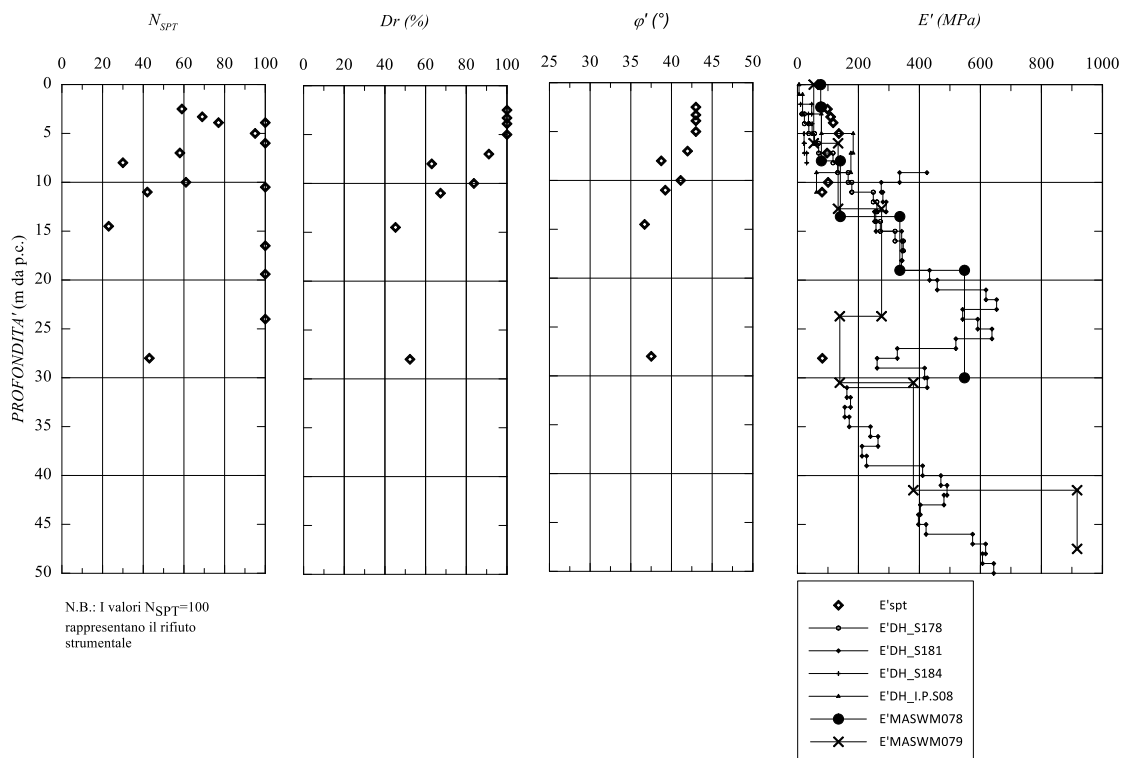 N_SPT
Dr (%)
φ' (°)
E' (MPa)
0 20 40 60 80 100
0 20 40 60 80 100
25 30 35 40 45 50
0 200 400 600 800 1000
0
5
10
15
20
25
30
35
40
45
50
PROFONDITA' (m da p.c.)
N.B.: I valori N_SPT=100
rappresentano il rifiuto
strumentale
E'spt
E'DH_S178
E'DH_S181
E'DH_S184
E'DH_I.P.S08
E'MASWM078
E'MASWM079